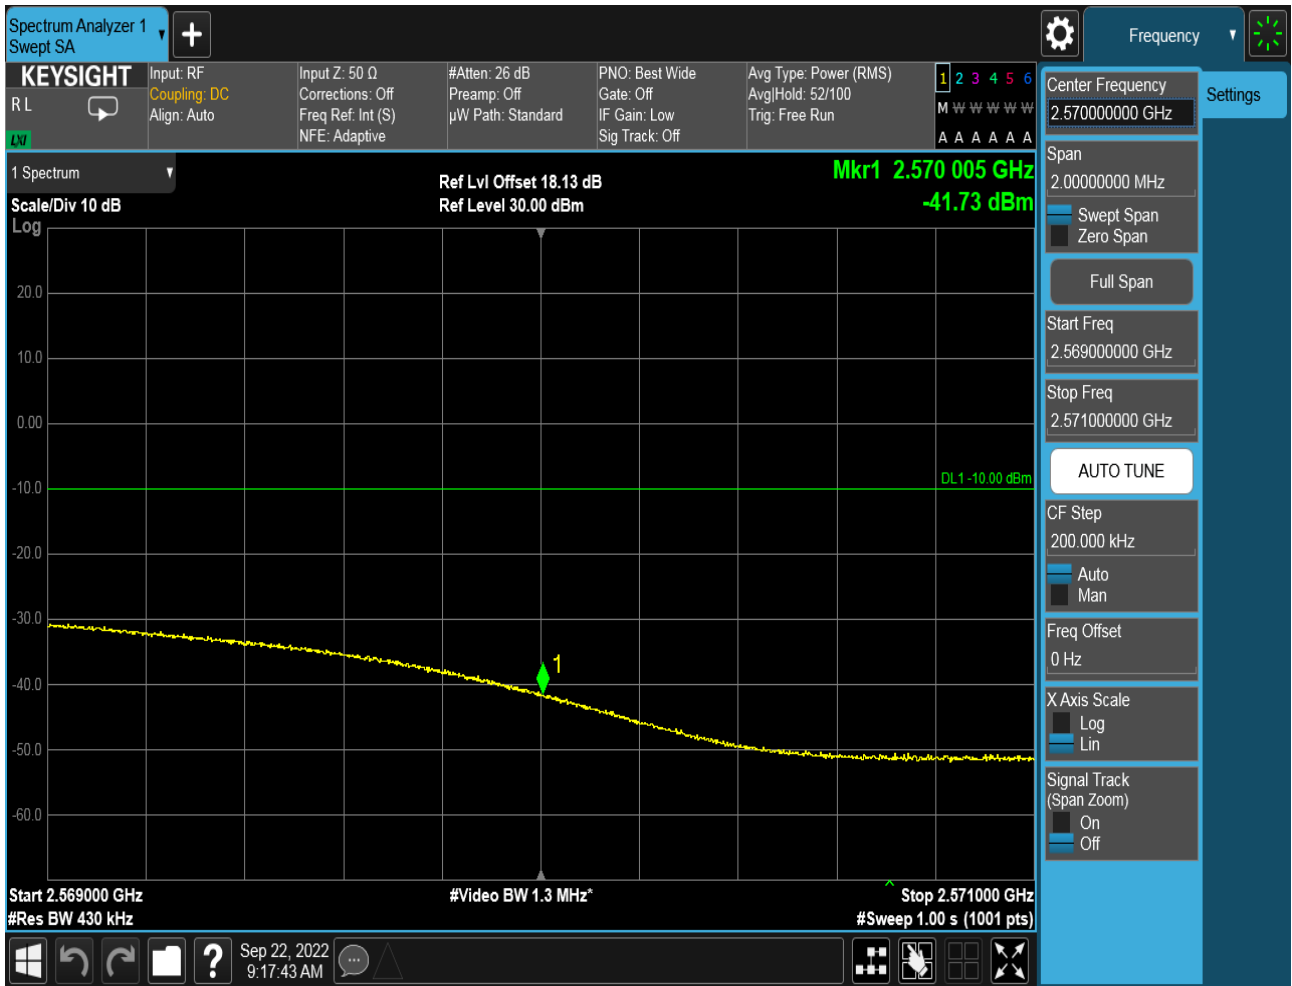 Spectrum Analyzer 1
Swept SA
Frequency
KEYSIGHT
R L
LXI
Input: RF
Coupling: DC
Align: Auto
Input Z: 50 Ω
Corrections: Off
Freq Ref: Int (S)
NFE: Adaptive
#Atten: 26 dB
Preamp: Off
µW Path: Standard
PNO: Best Wide
Gate: Off
IF Gain: Low
Sig Track: Off
Avg Type: Power (RMS)
Avg|Hold: 52/100
Trig: Free Run
1 2 3 4 5 6
M W W W W W
A A A A A A
1 Spectrum
Scale/Div 10 dB
Log
Ref Lvl Offset 18.13 dB
Ref Level 30.00 dBm
Mkr1 2.570 005 GHz
-41.73 dBm
20.0
10.0
0.00
-10.0
-20.0
-30.0
-40.0
-50.0
-60.0
DL1 -10.00 dBm
1
Start 2.569000 GHz
#Res BW 430 kHz
#Video BW 1.3 MHz*
Stop 2.571000 GHz
#Sweep 1.00 s (1001 pts)
Center Frequency
2.570000000 GHz
Settings
Span
2.00000000 MHz
Swept Span
Zero Span
Full Span
Start Freq
2.569000000 GHz
Stop Freq
2.571000000 GHz
AUTO TUNE
CF Step
200.000 kHz
Auto
Man
Freq Offset
0 Hz
X Axis Scale
Log
Lin
Signal Track
(Span Zoom)
On
Off
?
Sep 22, 2022
9:17:43 AM